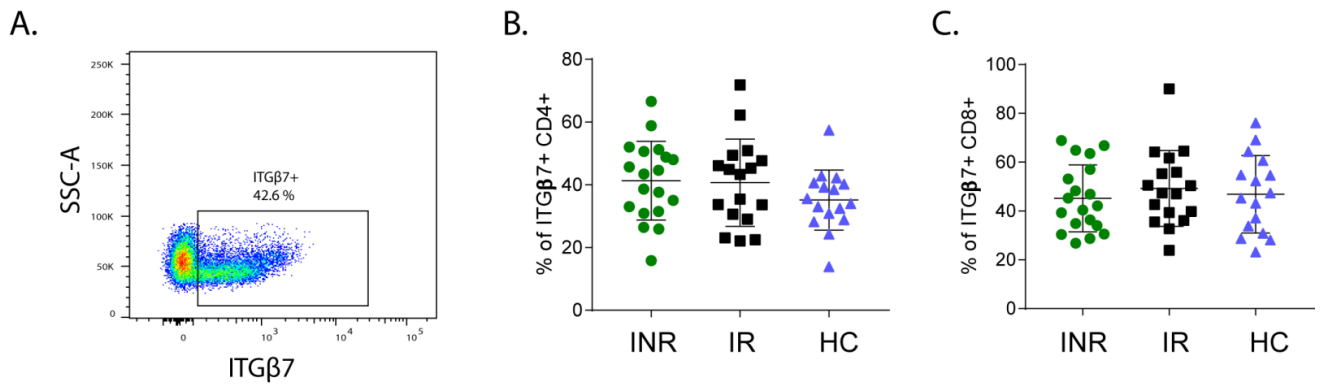 A.
250K
200K
150K
100K
50K
0
SSC-A
ITGβ7+
42.6 %
0
10³
10⁴
10⁵
ITGβ7
B.
80
60
40
20
0
% of ITGβ7+ CD4+
INR
IR
HC
C.
100
80
60
40
20
0
% of ITGβ7+ CD8+
INR
IR
HC